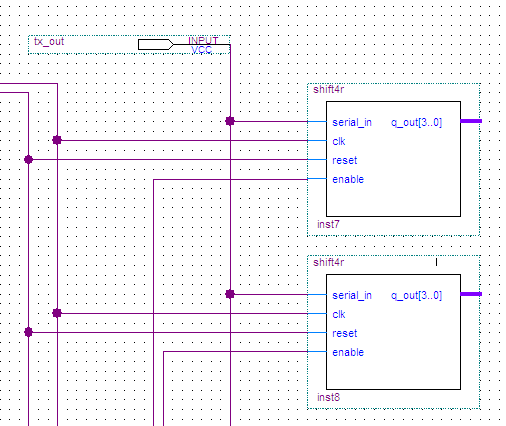 tx_out
INPUT
VCC
shift4r
serial_in q_out[3..0]
clk
reset
enable
inst7
shift4r
serial_in q_out[3..0]
clk
reset
enable
inst8